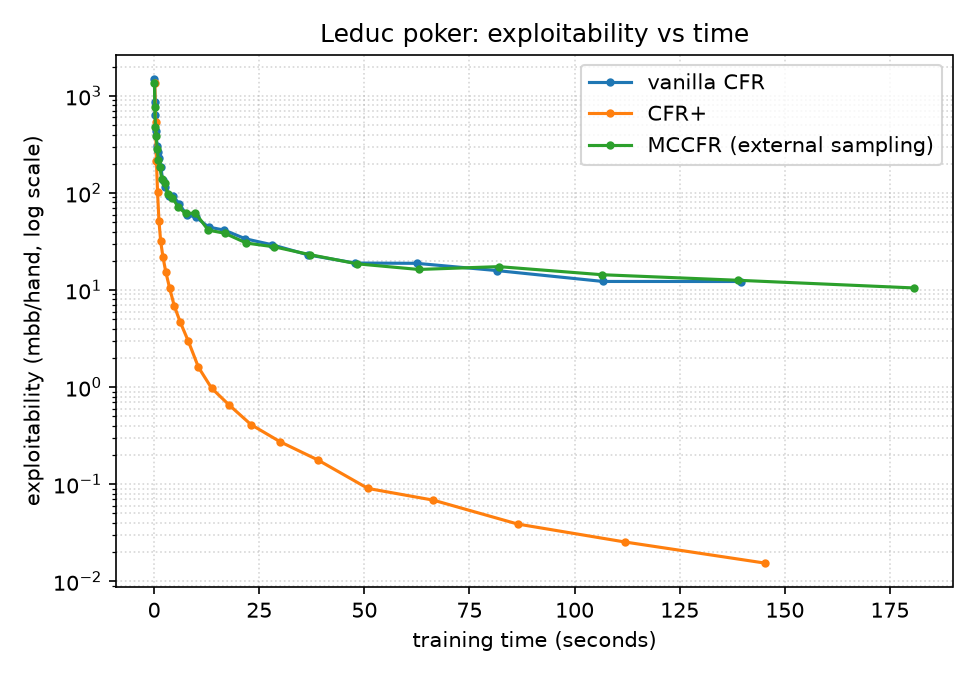 Leduc poker: exploitability vs time
vanilla CFR
CFR+
MCCFR (external sampling)
exploitability (mbb/hand, log scale)
10³
10²
10¹
10⁰
10⁻¹
10⁻²
0 25 50 75 100 125 150 175
training time (seconds)